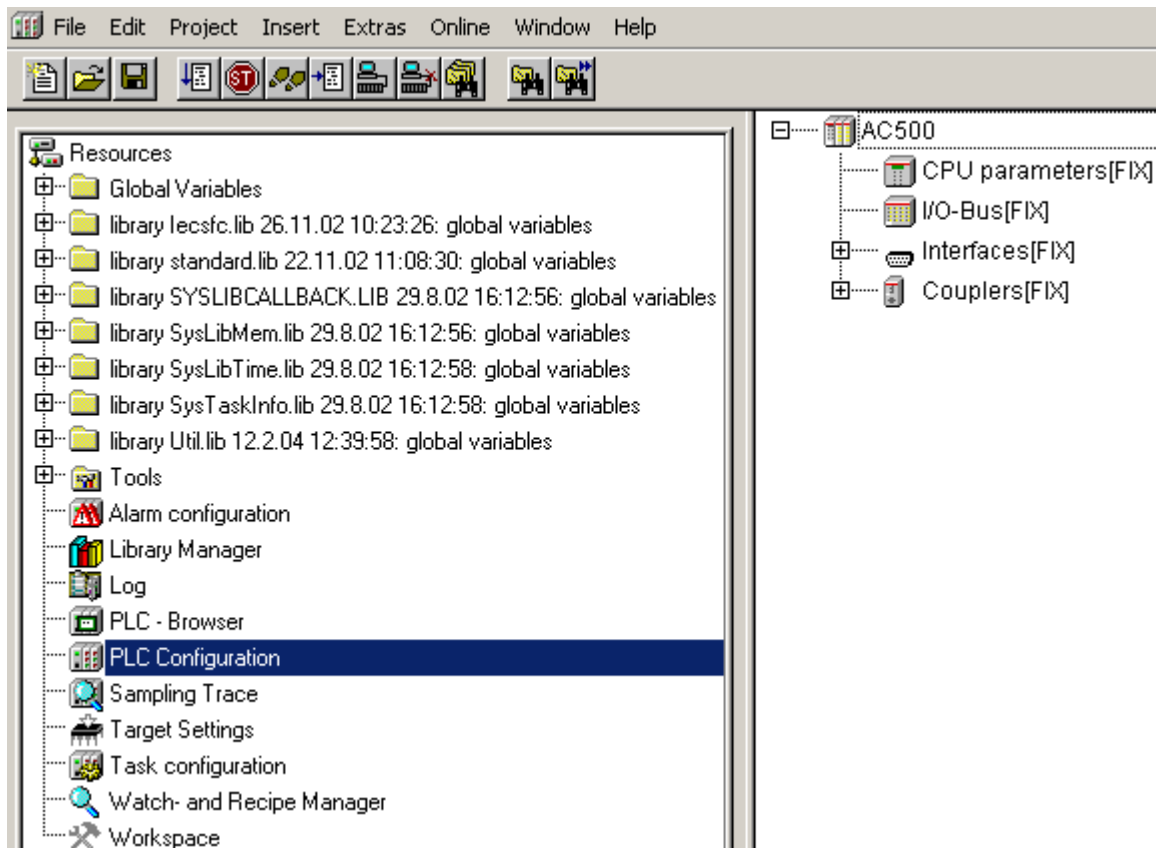 File Edit Project Insert Extras Online Window Help
ST
Resources
Global Variables
library Iecsfc.lib 26.11.02 10:23:26: global variables
library standard.lib 22.11.02 11:08:30: global variables
library SYSLIBCALLBACK.LIB 29.8.02 16:12:56: global variables
library SysLibMem.lib 29.8.02 16:12:56: global variables
library SysLibTime.lib 29.8.02 16:12:58: global variables
library SysTaskInfo.lib 29.8.02 16:12:58: global variables
library Util.lib 12.2.04 12:39:58: global variables
Tools
Alarm configuration
Library Manager
Log
PLC - Browser
PLC Configuration
Sampling Trace
Target Settings
Task configuration
Watch- and Recipe Manager
Workspace
AC500
CPU parameters[FIX]
I/O-Bus[FIX]
Interfaces[FIX]
Couplers[FIX]